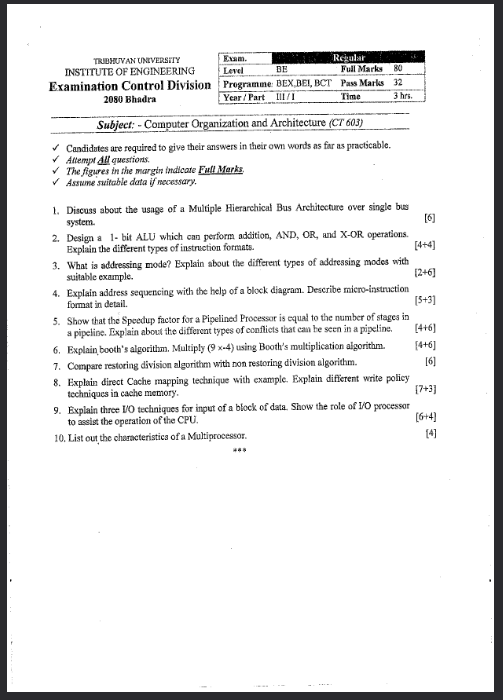 TRIBHUVAN UNIVERSITY
INSTITUTE OF ENGINEERING
Examination Control Division
2080 Bhadra
Exam. Regular
Level BE Full Marks 80
Programme BEX,BEI, BCT Pass Marks 32
Year / Part III / I Time 3 hrs.
Subject: - Computer Organization and Architecture (CT 603)
✓ Candidates are required to give their answers in their own words as far as practicable.
✓ Attempt All questions.
✓ The figures in the margin indicate Full Marks.
✓ Assume suitable data if necessary.
1. Discuss about the usage of a Multiple Hierarchical Bus Architecture over single bus
system. [6]
2. Design a 1- bit ALU which can perform addition, AND, OR, and X-OR operations.
Explain the different types of instruction formats. [4+4]
3. What is addressing mode? Explain about the different types of addressing modes with
suitable example. [2+6]
4. Explain address sequencing with the help of a block diagram. Describe micro-instruction
format in detail. [5+3]
5. Show that the Speedup factor for a Pipelined Processor is equal to the number of stages in
a pipeline. Explain about the different types of conflicts that can be seen in a pipeline. [4+6]
6. Explain booth's algorithm. Multiply (9 x-4) using Booth's multiplication algorithm. [4+6]
7. Compare restoring division algorithm with non restoring division algorithm. [6]
8. Explain direct Cache mapping technique with example. Explain different write policy
techniques in cache memory. [7+3]
9. Explain three I/O techniques for input of a block of data. Show the role of I/O processor
to assist the operation of the CPU. [6+4]
10. List out the characteristics of a Multiprocessor. [4]
***